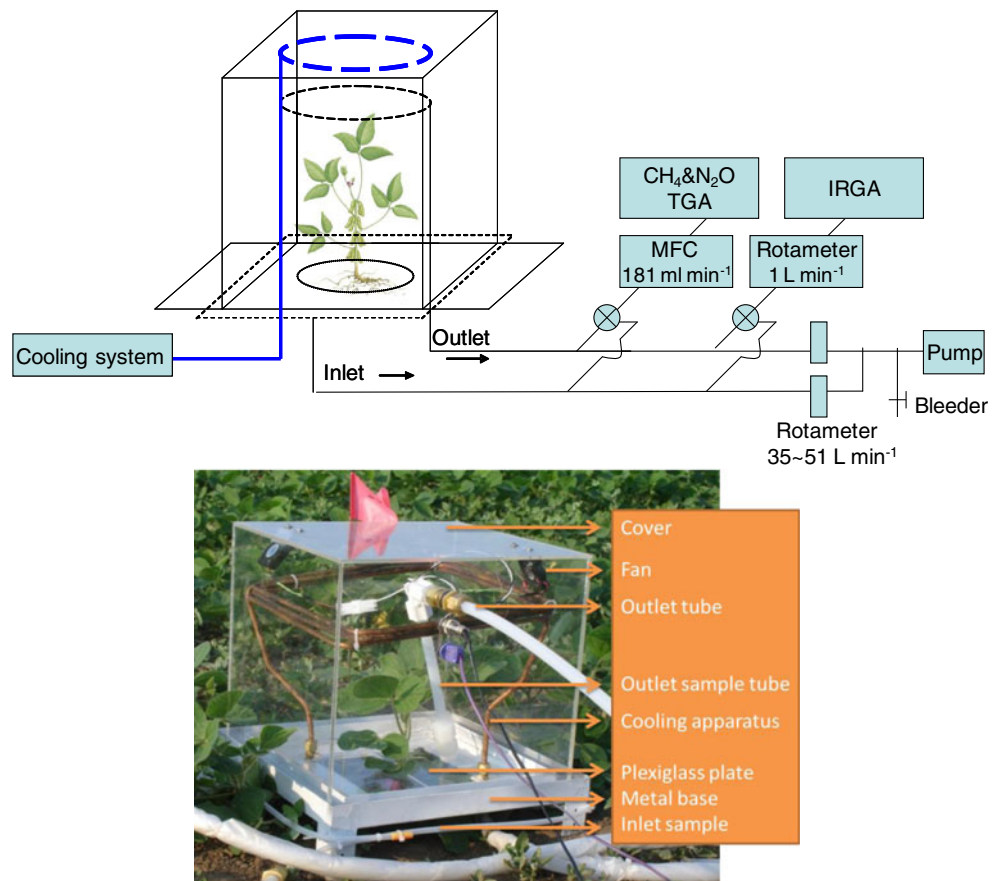 CH₄&N₂O
TGA
IRGA
MFC
181 ml min⁻¹
Rotameter
1 L min⁻¹
Outlet
Cooling system
Inlet
Pump
Bleeder
Rotameter
35~51 L min⁻¹
Cover
Fan
Outlet tube
Outlet sample tube
Cooling apparatus
Plexiglass plate
Metal base
Inlet sample